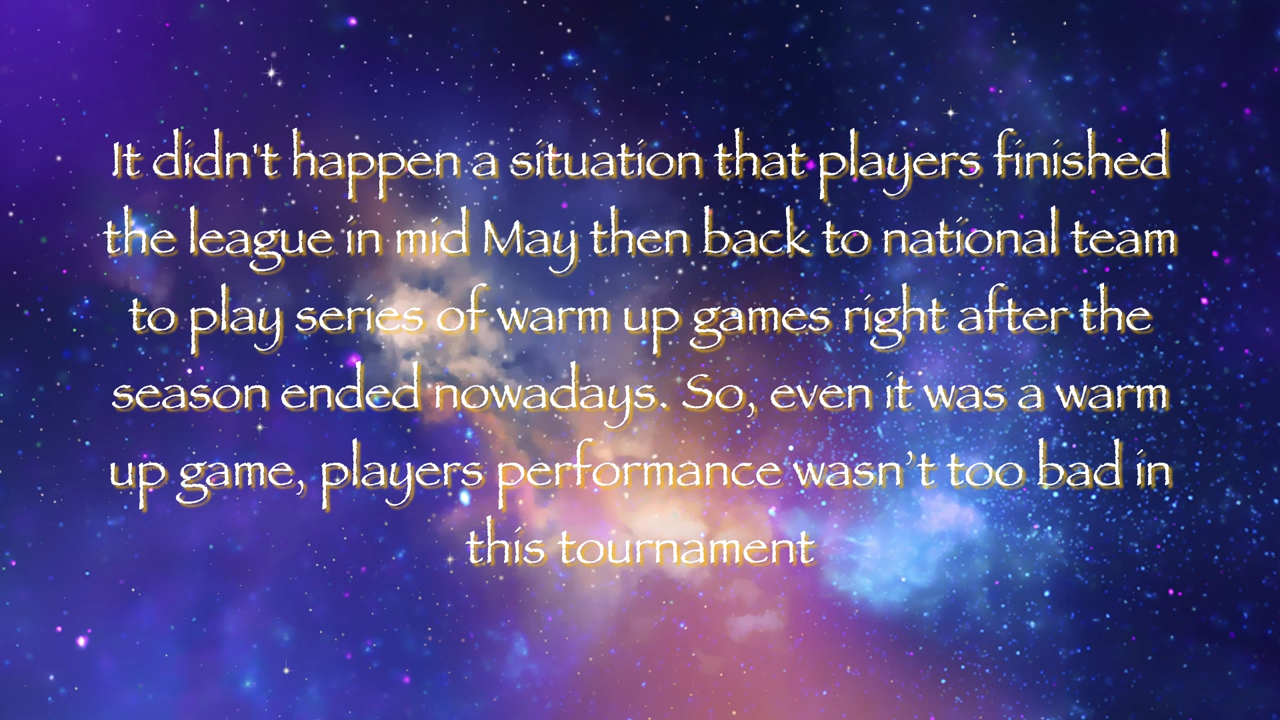 It didn't happen a situation that players finished
the league in mid May then back to national team
to play series of warm up games right after the
season ended nowadays. So, even it was a warm
up game, players performance wasn’t too bad in
this tournament